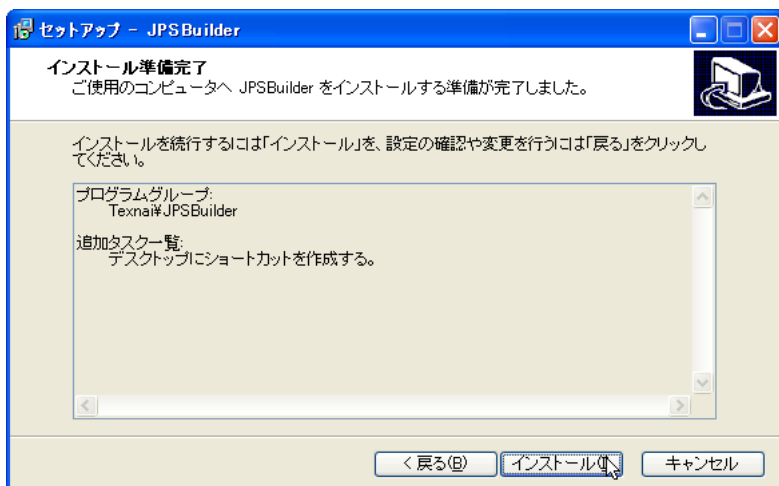 セットアップ - JPSBuilder
インストール準備完了
ご使用のコンピュータへ JPSBuilder をインストールする準備が完了しました。
インストールを続行するには「インストール」を、設定の確認や変更を行うには「戻る」をクリックし
てください。
プログラムグループ:
Texnai¥JPSBuilder
追加タスク一覧:
デスクトップにショートカットを作成する。
< 戻る(B) インストール(I) キャンセル